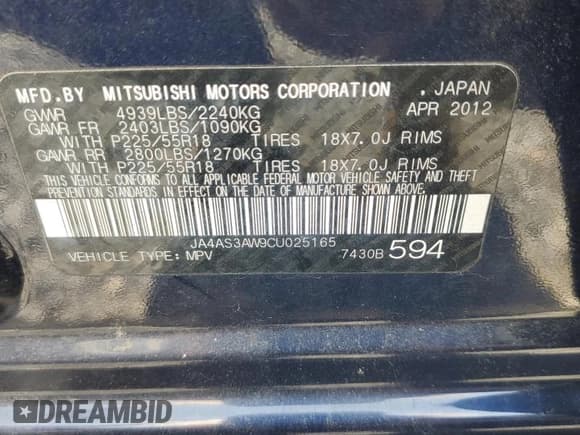 MFD.BY MITSUBISHI MOTORS CORPORATION , JAPAN
GVWR 4939LBS/2240KG APR 2012
GAWR FR 2403LBS/1090KG
WITH P225/55R18 TIRES 18X7.0J RIMS
GAWR RR 2800LBS/1270KG
WITH P225/55R18 TIRES 18X7.0J RIMS
THIS VEHICLE CONFORMS TO ALL APPLICABLE FEDERAL MOTOR VEHICLE SAFETY AND THEFT
PREVENTION STANDARDS IN EFFECT ON THE DATE OF MANUFACTURE SHOWN ABOVE.
JA4AS3AW9CU025165
VEHICLE TYPE: MPV 7430B 594
DREAMBID